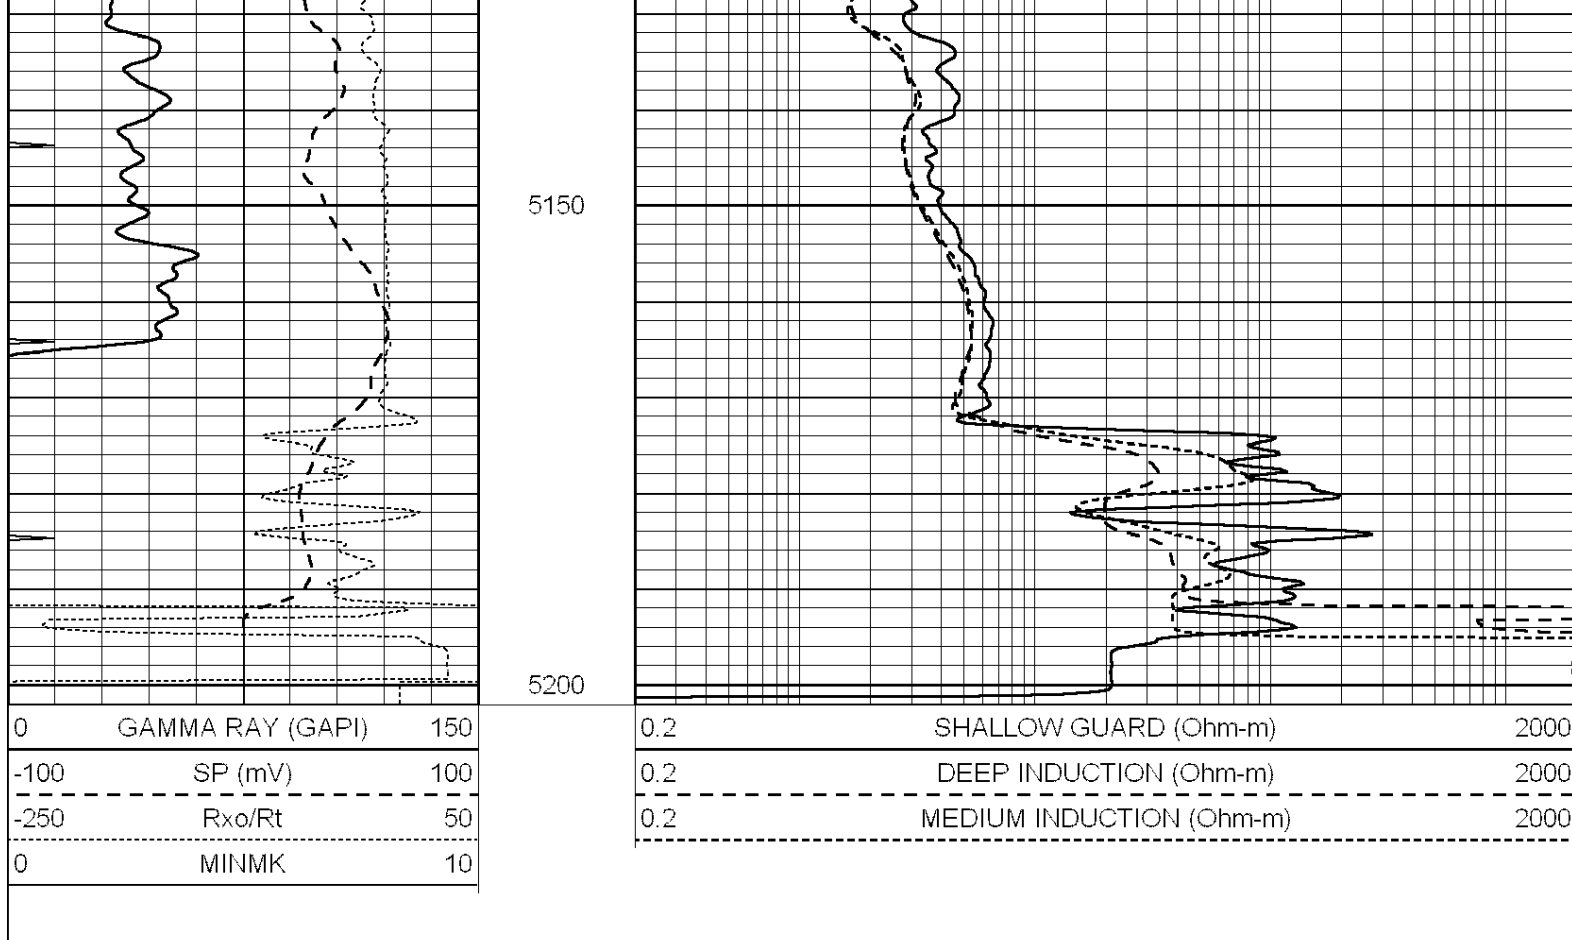 5150
5200
0 GAMMA RAY (GAPI) 150
-100 SP (mV) 100
-250 Rxo/Rt 50
0 MINMK 10
0.2 SHALLOW GUARD (Ohm-m) 2000
0.2 DEEP INDUCTION (Ohm-m) 2000
0.2 MEDIUM INDUCTION (Ohm-m) 2000